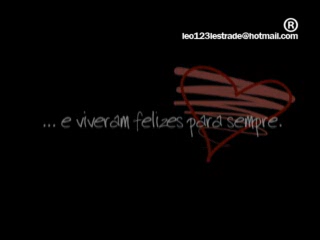 ®
leo123lestrade@hotmail.com
... e viveram felizes para sempre.